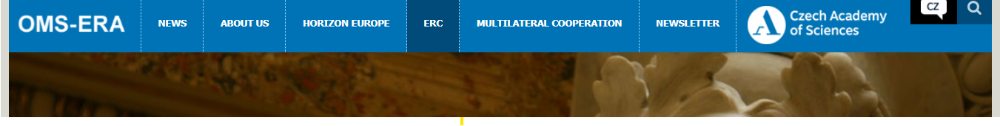 OMS-ERA
NEWS
ABOUT US
HORIZON EUROPE
ERC
MULTILATERAL COOPERATION
NEWSLETTER
Czech Academy
of Sciences
CZ